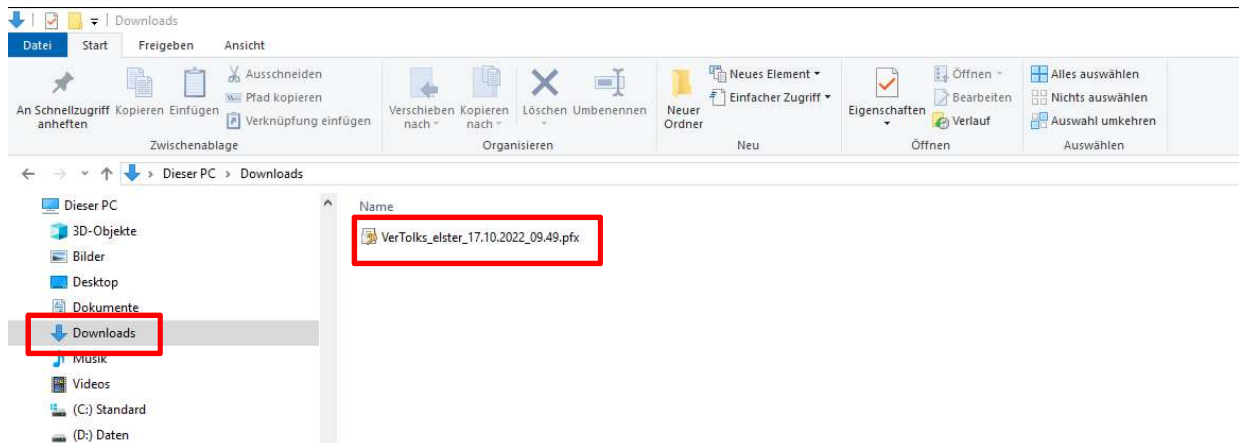 Downloads
Datei Start Freigeben Ansicht
An Schnellzugriff anheften
Kopieren
Einfügen
Ausschneiden
Pfad kopieren
Verknüpfung einfügen
Zwischenablage
Verschieben nach
Kopieren nach
Löschen
Umbenennen
Organisieren
Neuer Ordner
Neues Element
Einfacher Zugriff
Neu
Eigenschaften
Öffnen
Bearbeiten
Verlauf
Öffnen
Alles auswählen
Nichts auswählen
Auswahl umkehren
Auswählen
Dieser PC > Downloads
Dieser PC
3D-Objekte
Bilder
Desktop
Dokumente
Downloads
Musik
Videos
(C:) Standard
(D:) Daten
Name
VerTolks_elster_17.10.2022_09.49.pfx